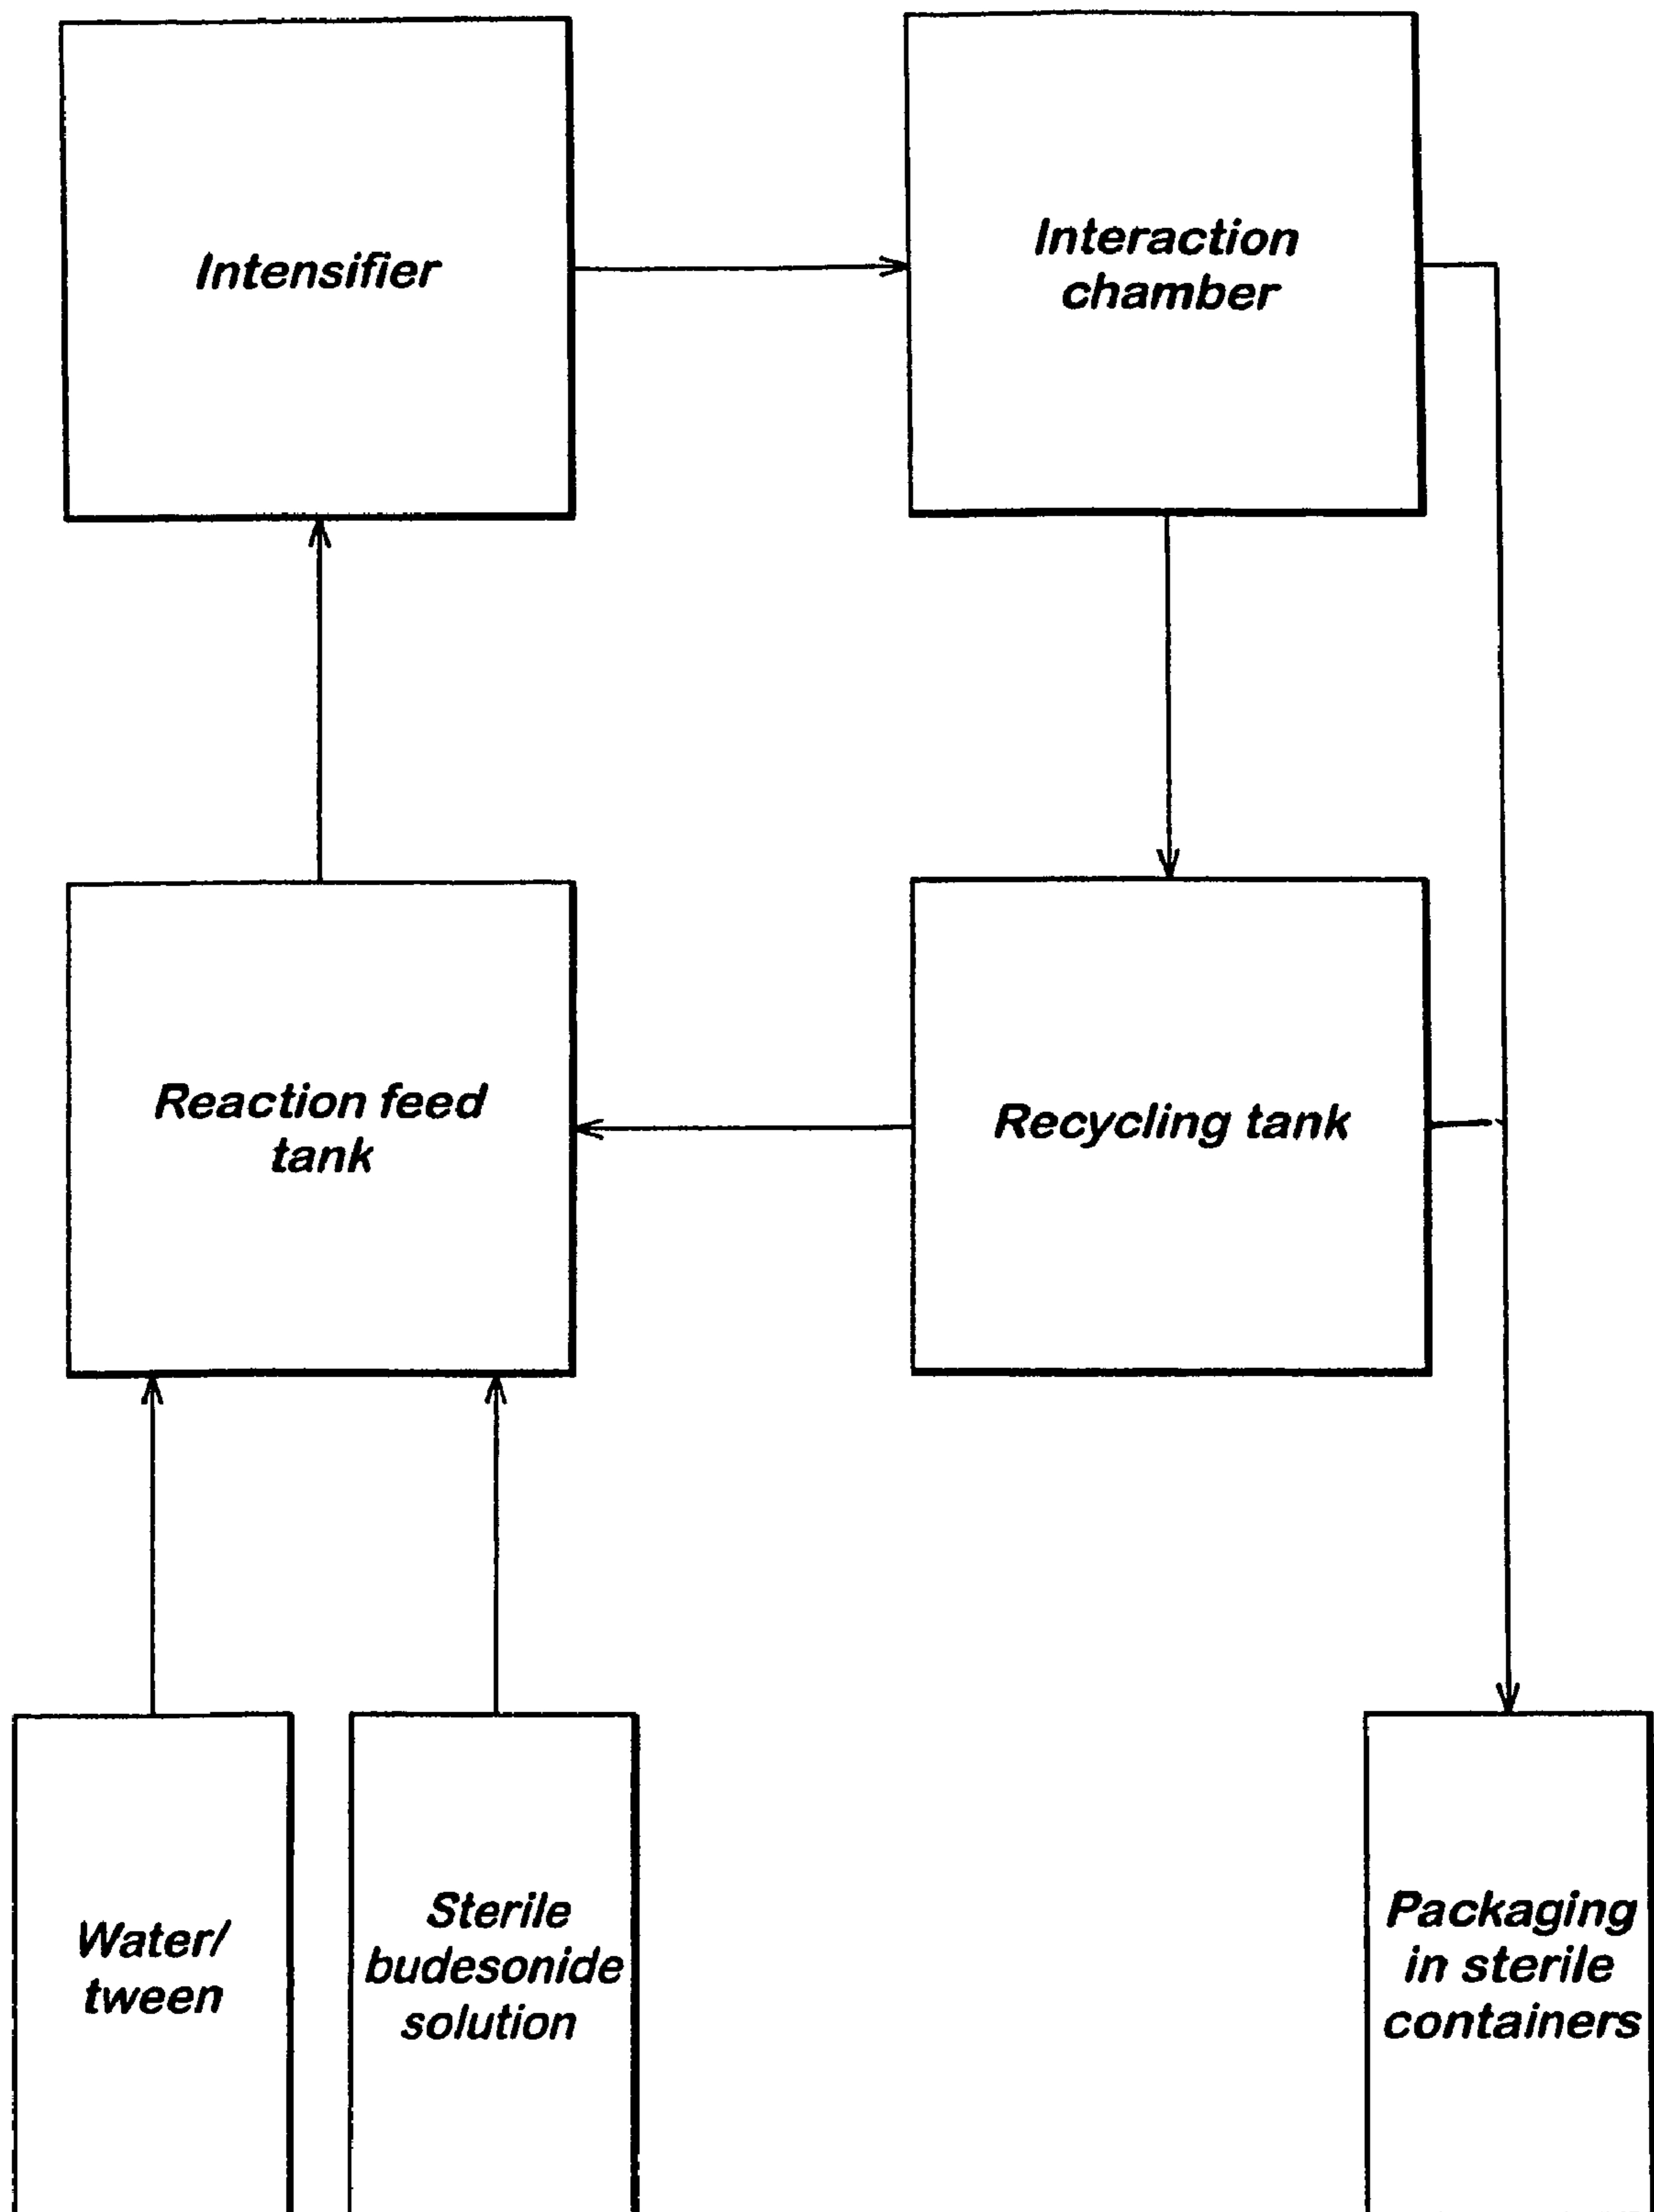 Intensifier
Interaction
chamber
Reaction feed
tank
Recycling tank
Water/
tween
Sterile
budesonide
solution
Packaging
in sterile
containers